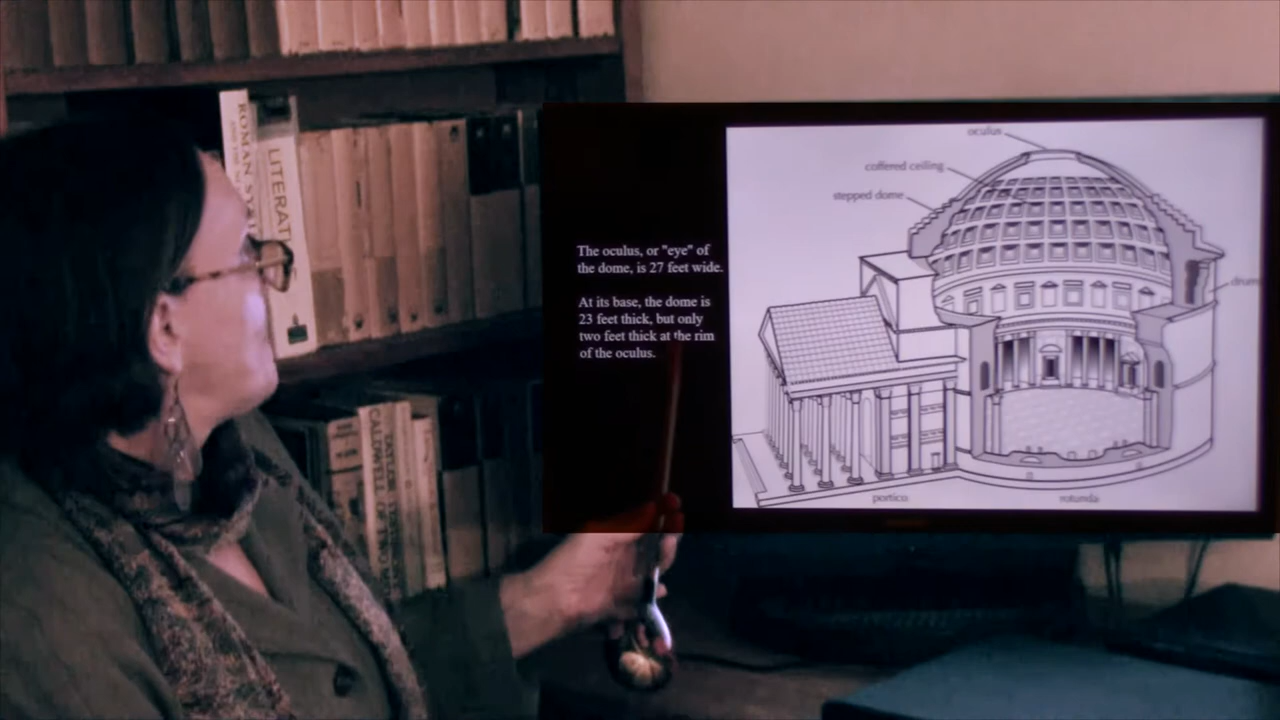 ROMAN STA
LITERAT
CALDWELL
The oculus, or "eye" of
the dome, is 27 feet wide.
At its base, the dome is
23 feet thick, but only
two feet thick at the rim
of the oculus.
oculus
coffered ceiling
stepped dome
drum
portico
rotunda